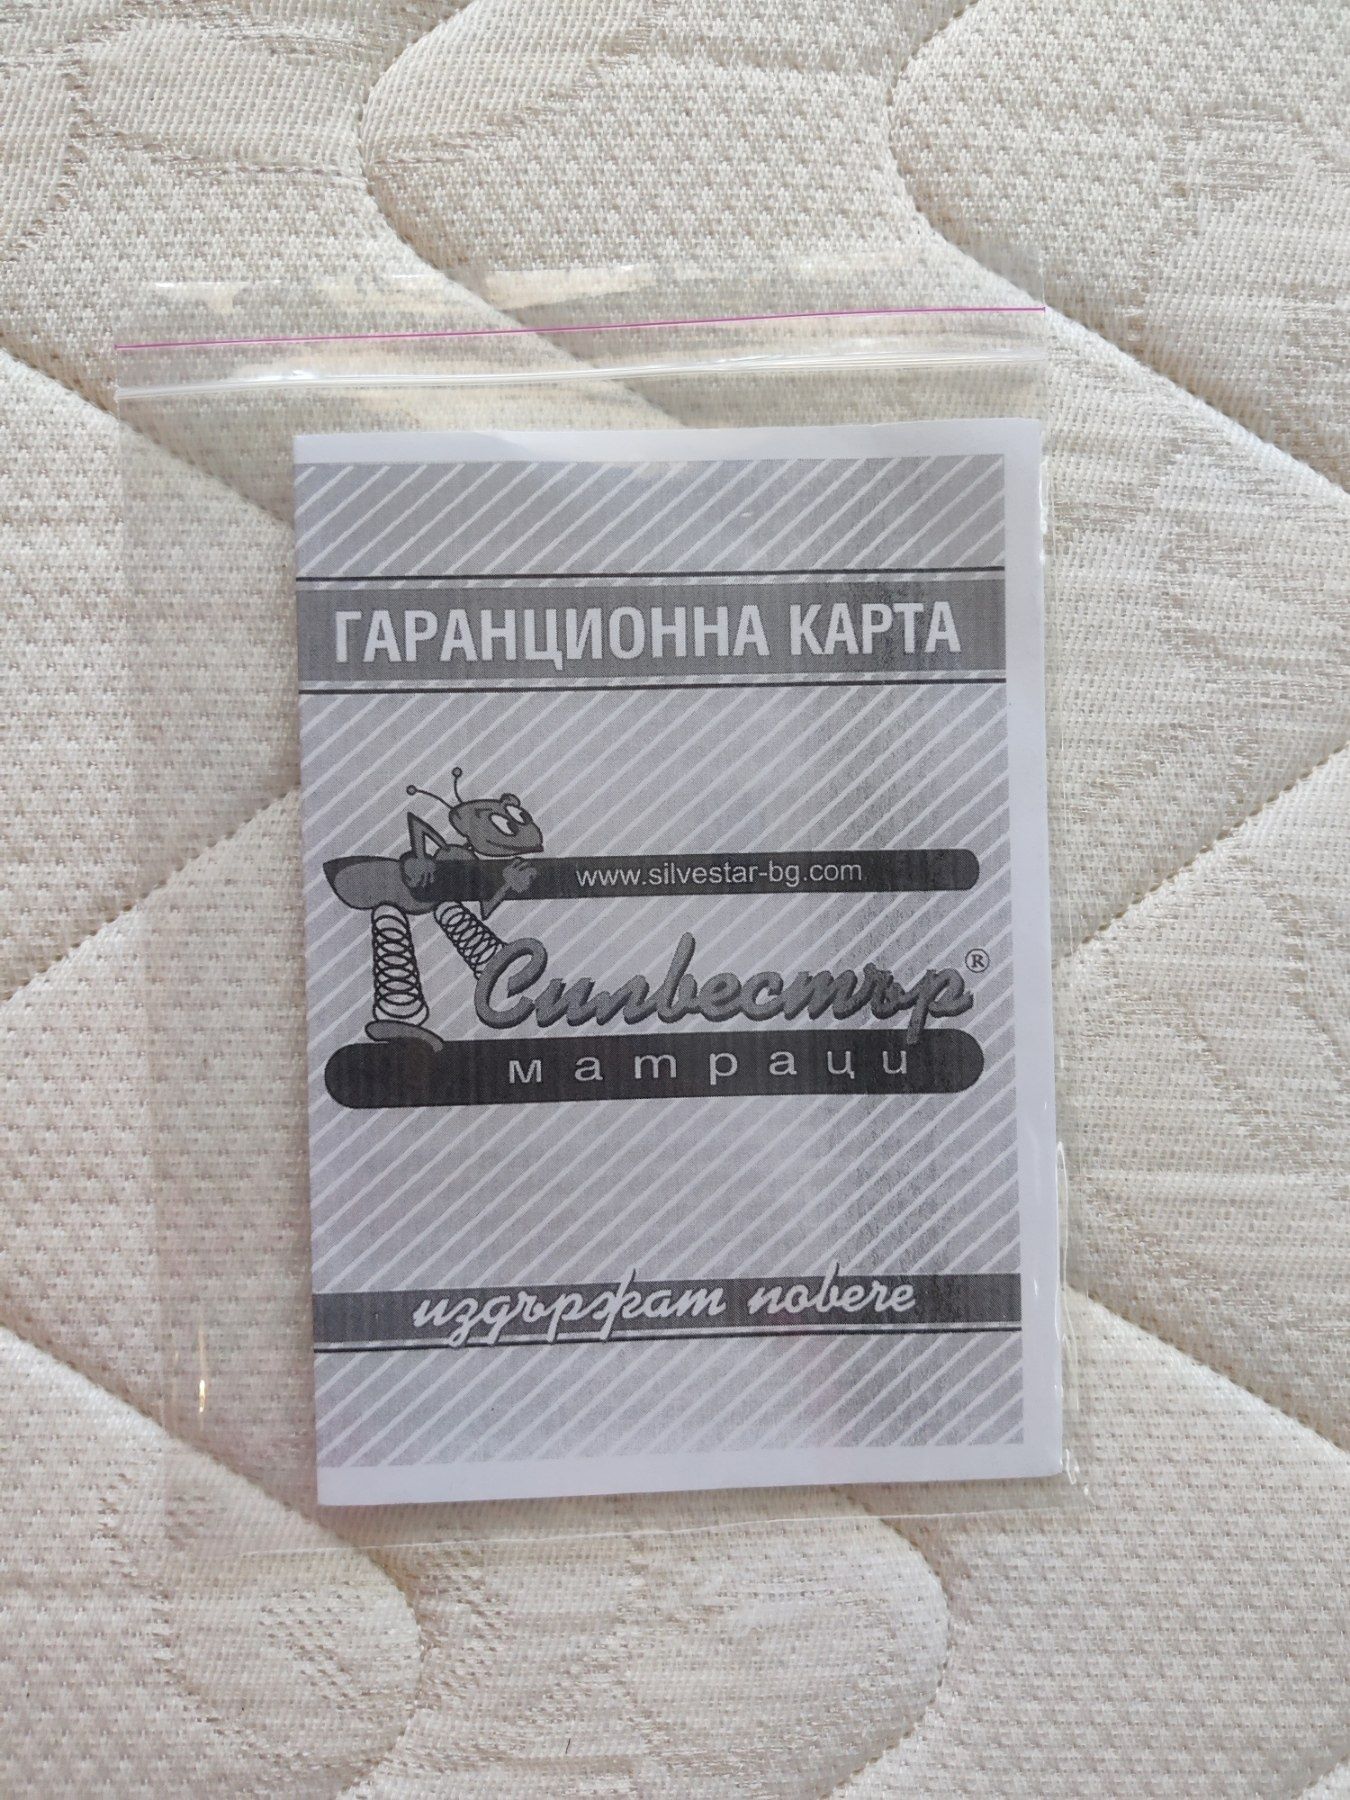 ГАРАНЦИОННА КАРТА
www.silvestar-bg.com
Силвестър®
матраци
издържат повече